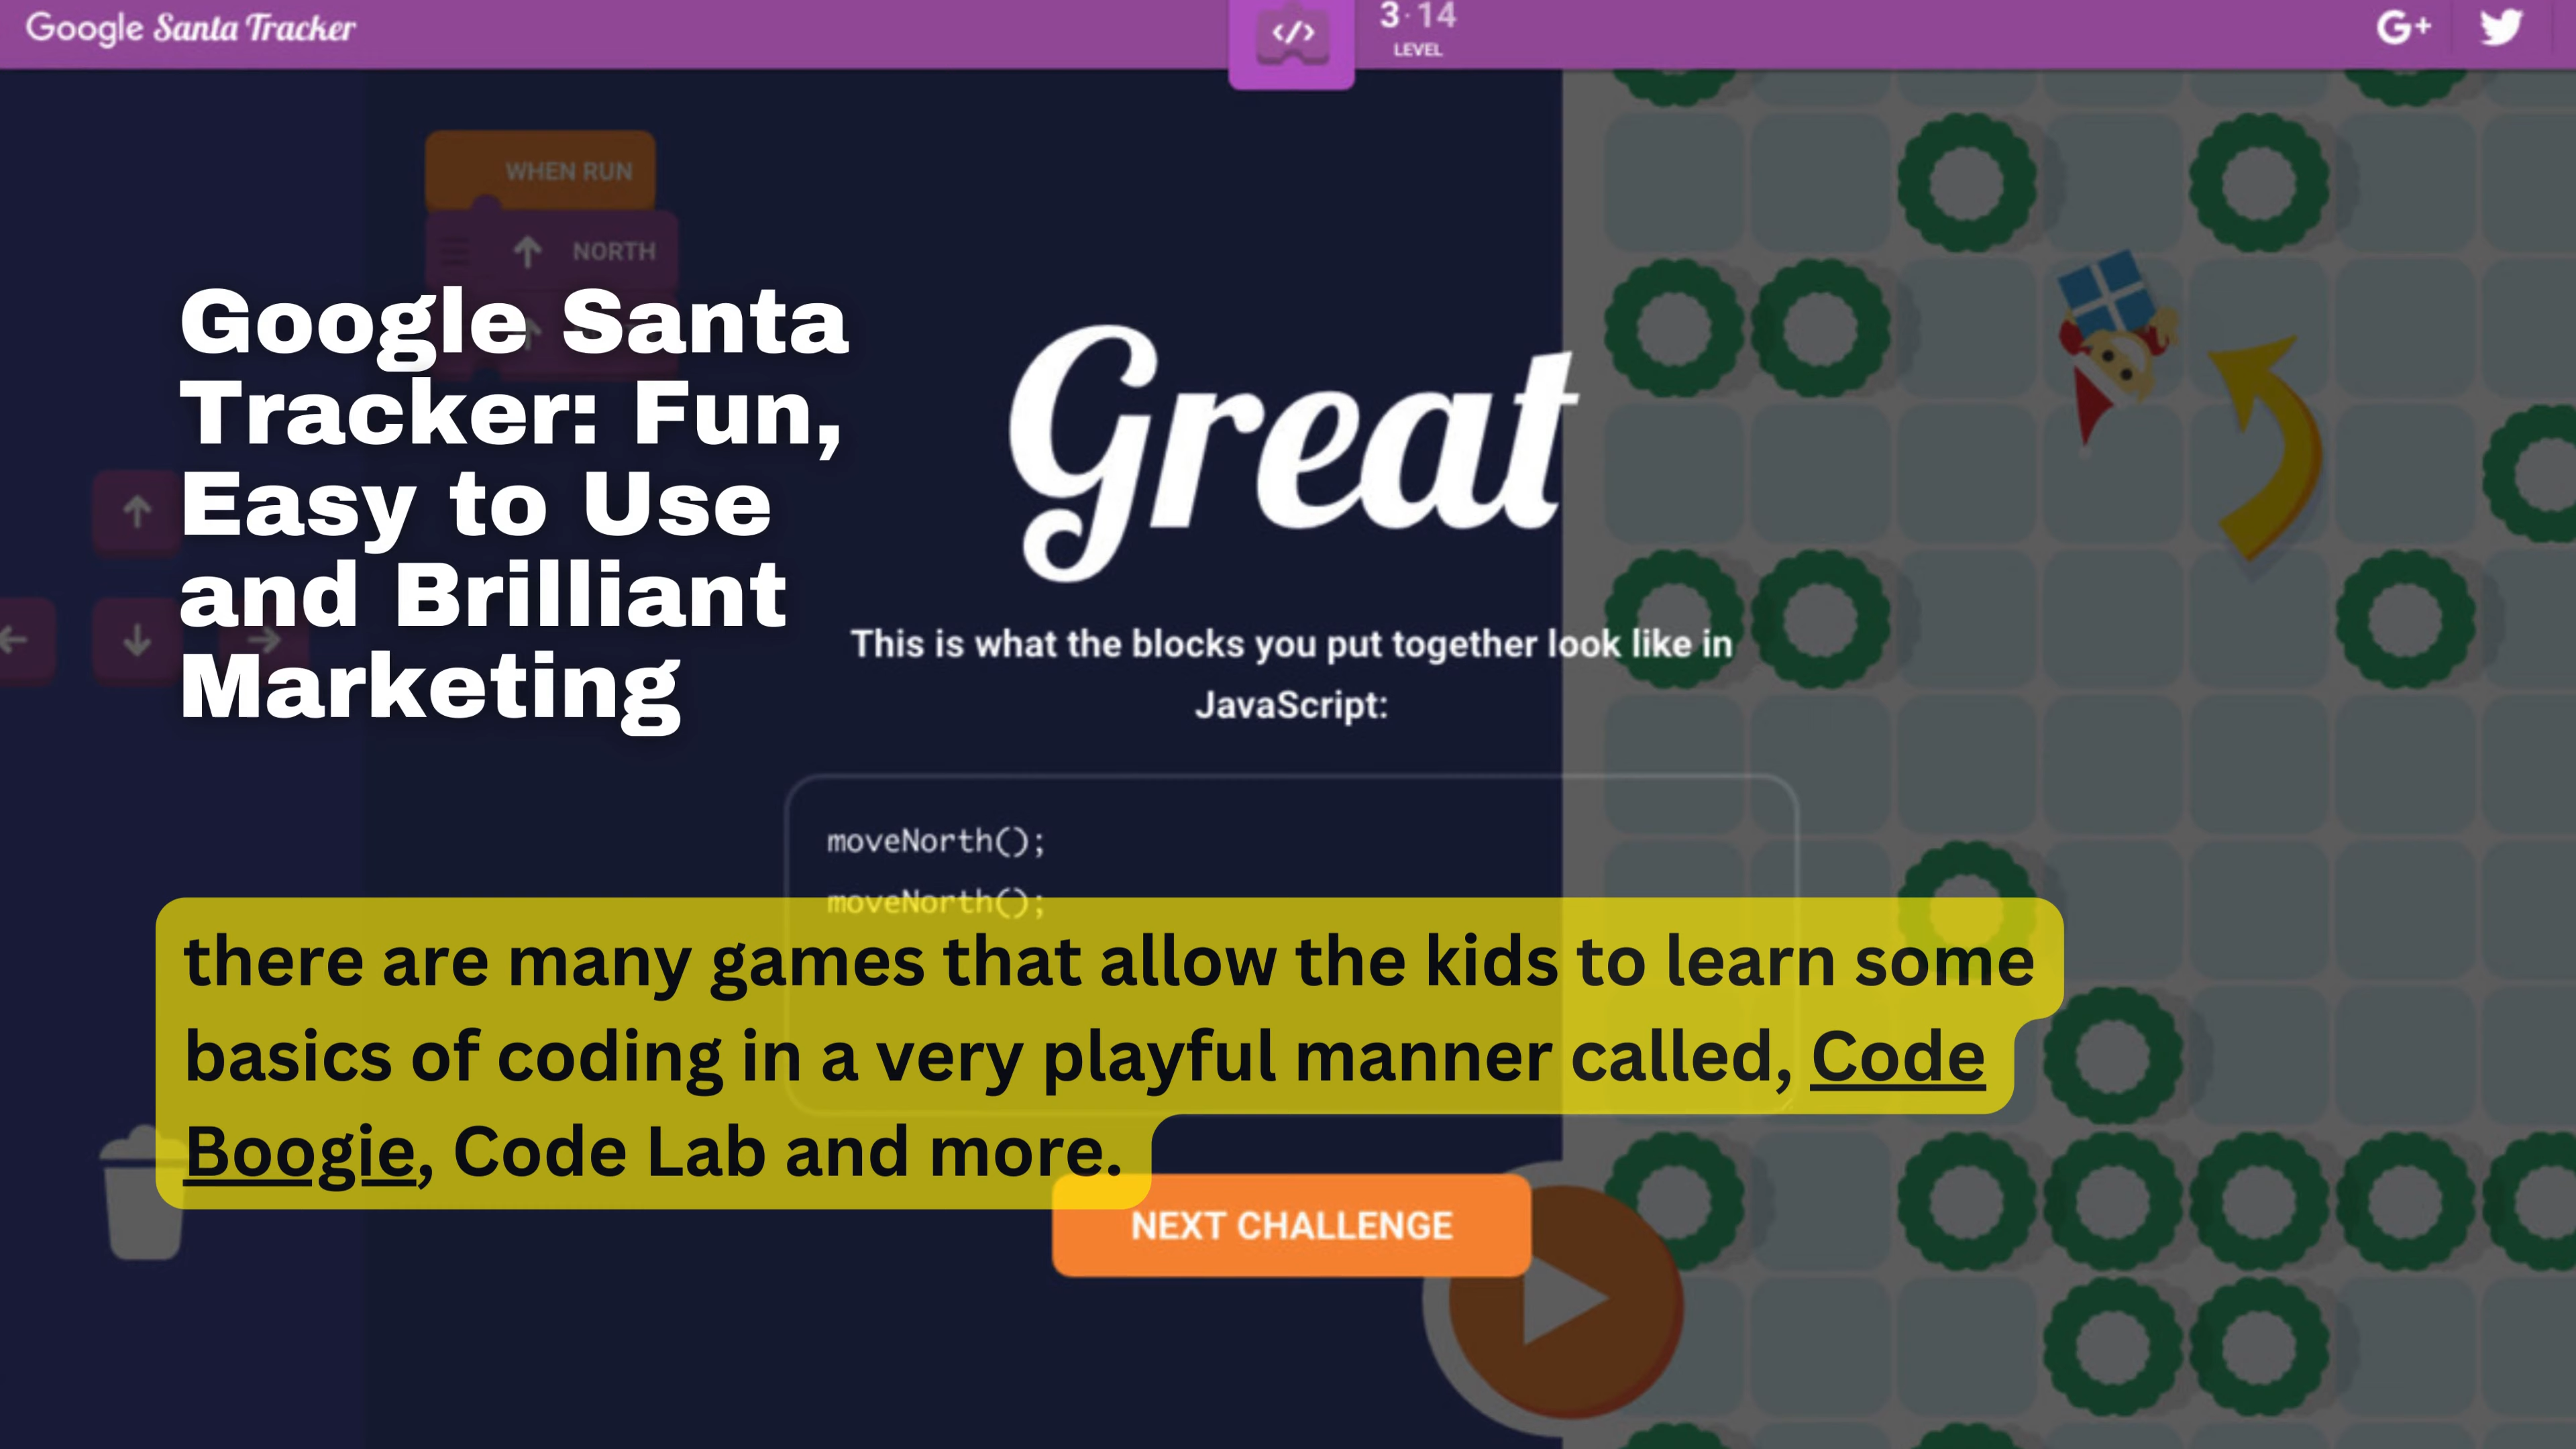 Google Santa Tracker
3·14
LEVEL
G+
WHEN RUN
NORTH
Google Santa
Tracker: Fun,
Easy to Use
and Brilliant
Marketing
Great
This is what the blocks you put together look like in
JavaScript:
moveNorth();
moveNorth();
there are many games that allow the kids to learn some
basics of coding in a very playful manner called, Code
Boogie, Code Lab and more.
NEXT CHALLENGE